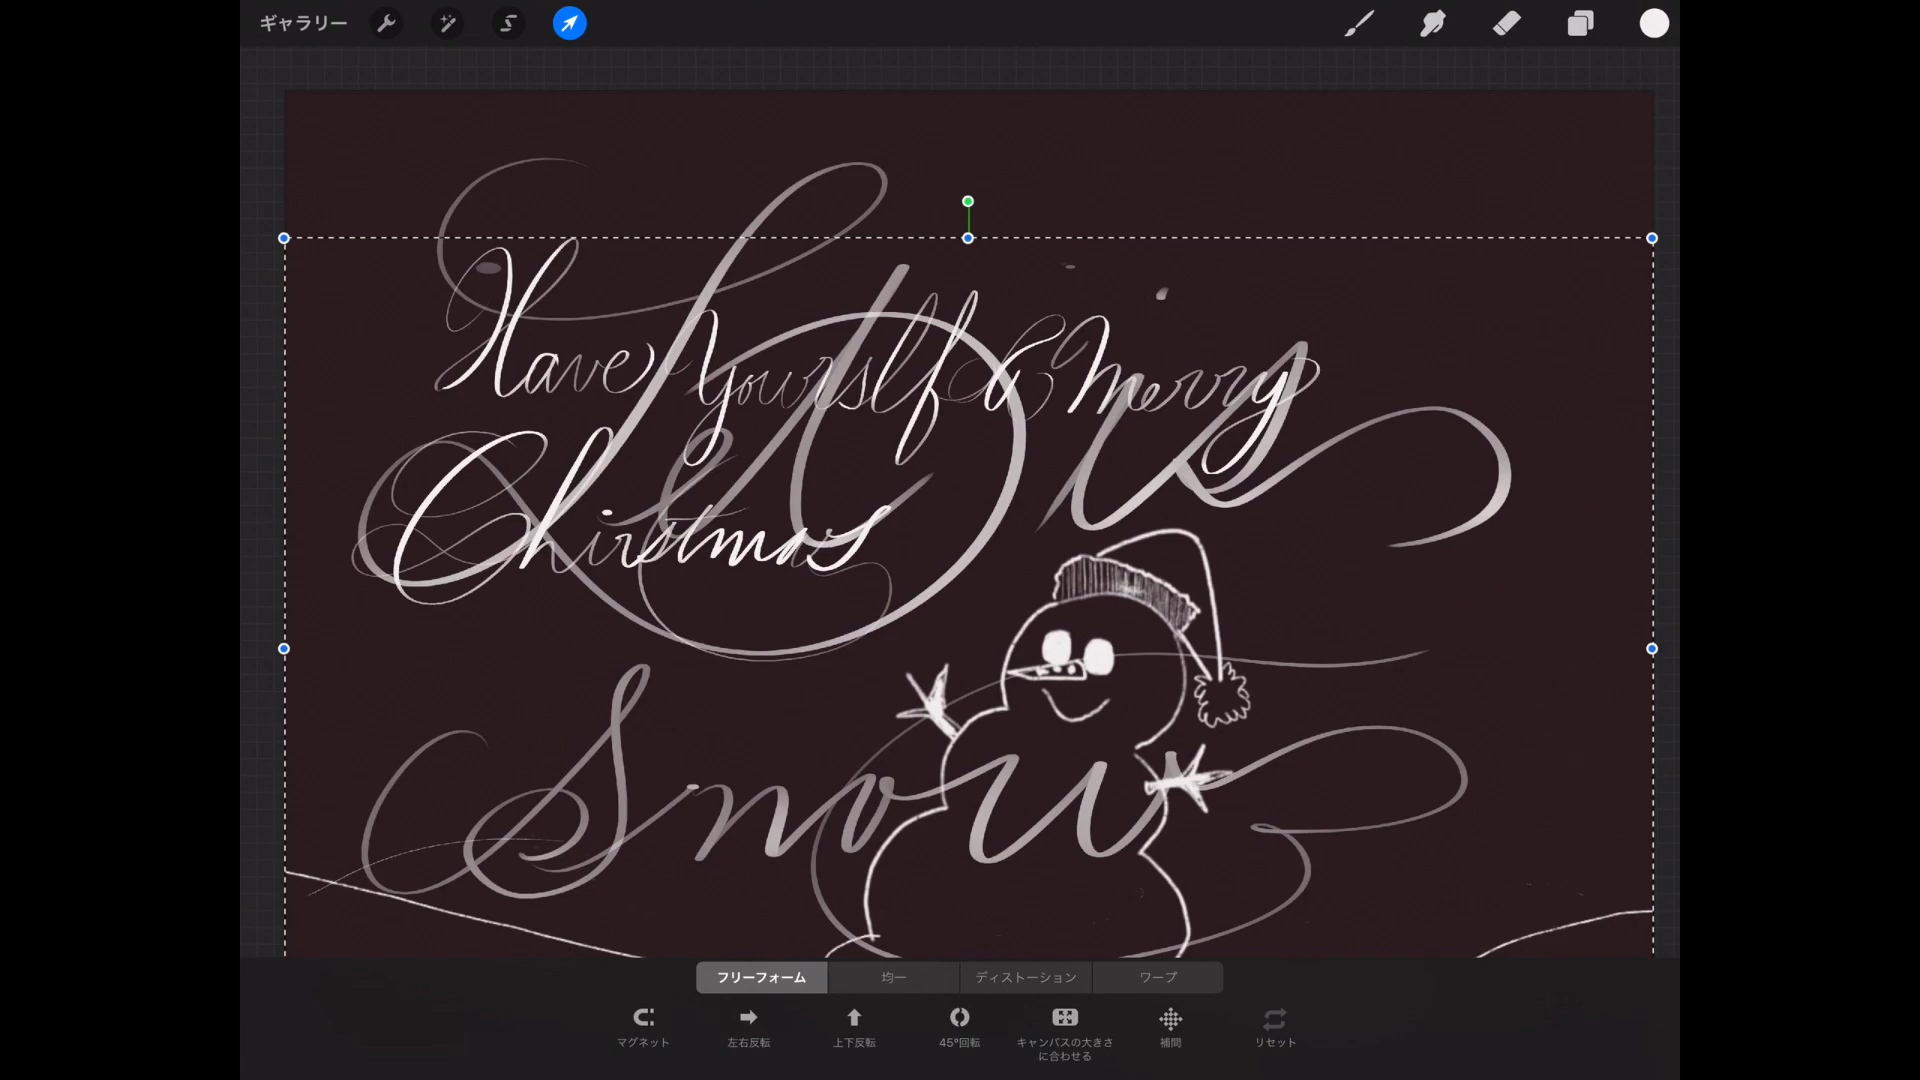 ギャラリー
Have yourself a merry
Chirstmas
let is
Snow
フリーフォーム 均一 ディストーション ワープ
マグネット 左右反転 上下反転 45°回転 キャンバスの大きさ 補間 リセット
に合わせる